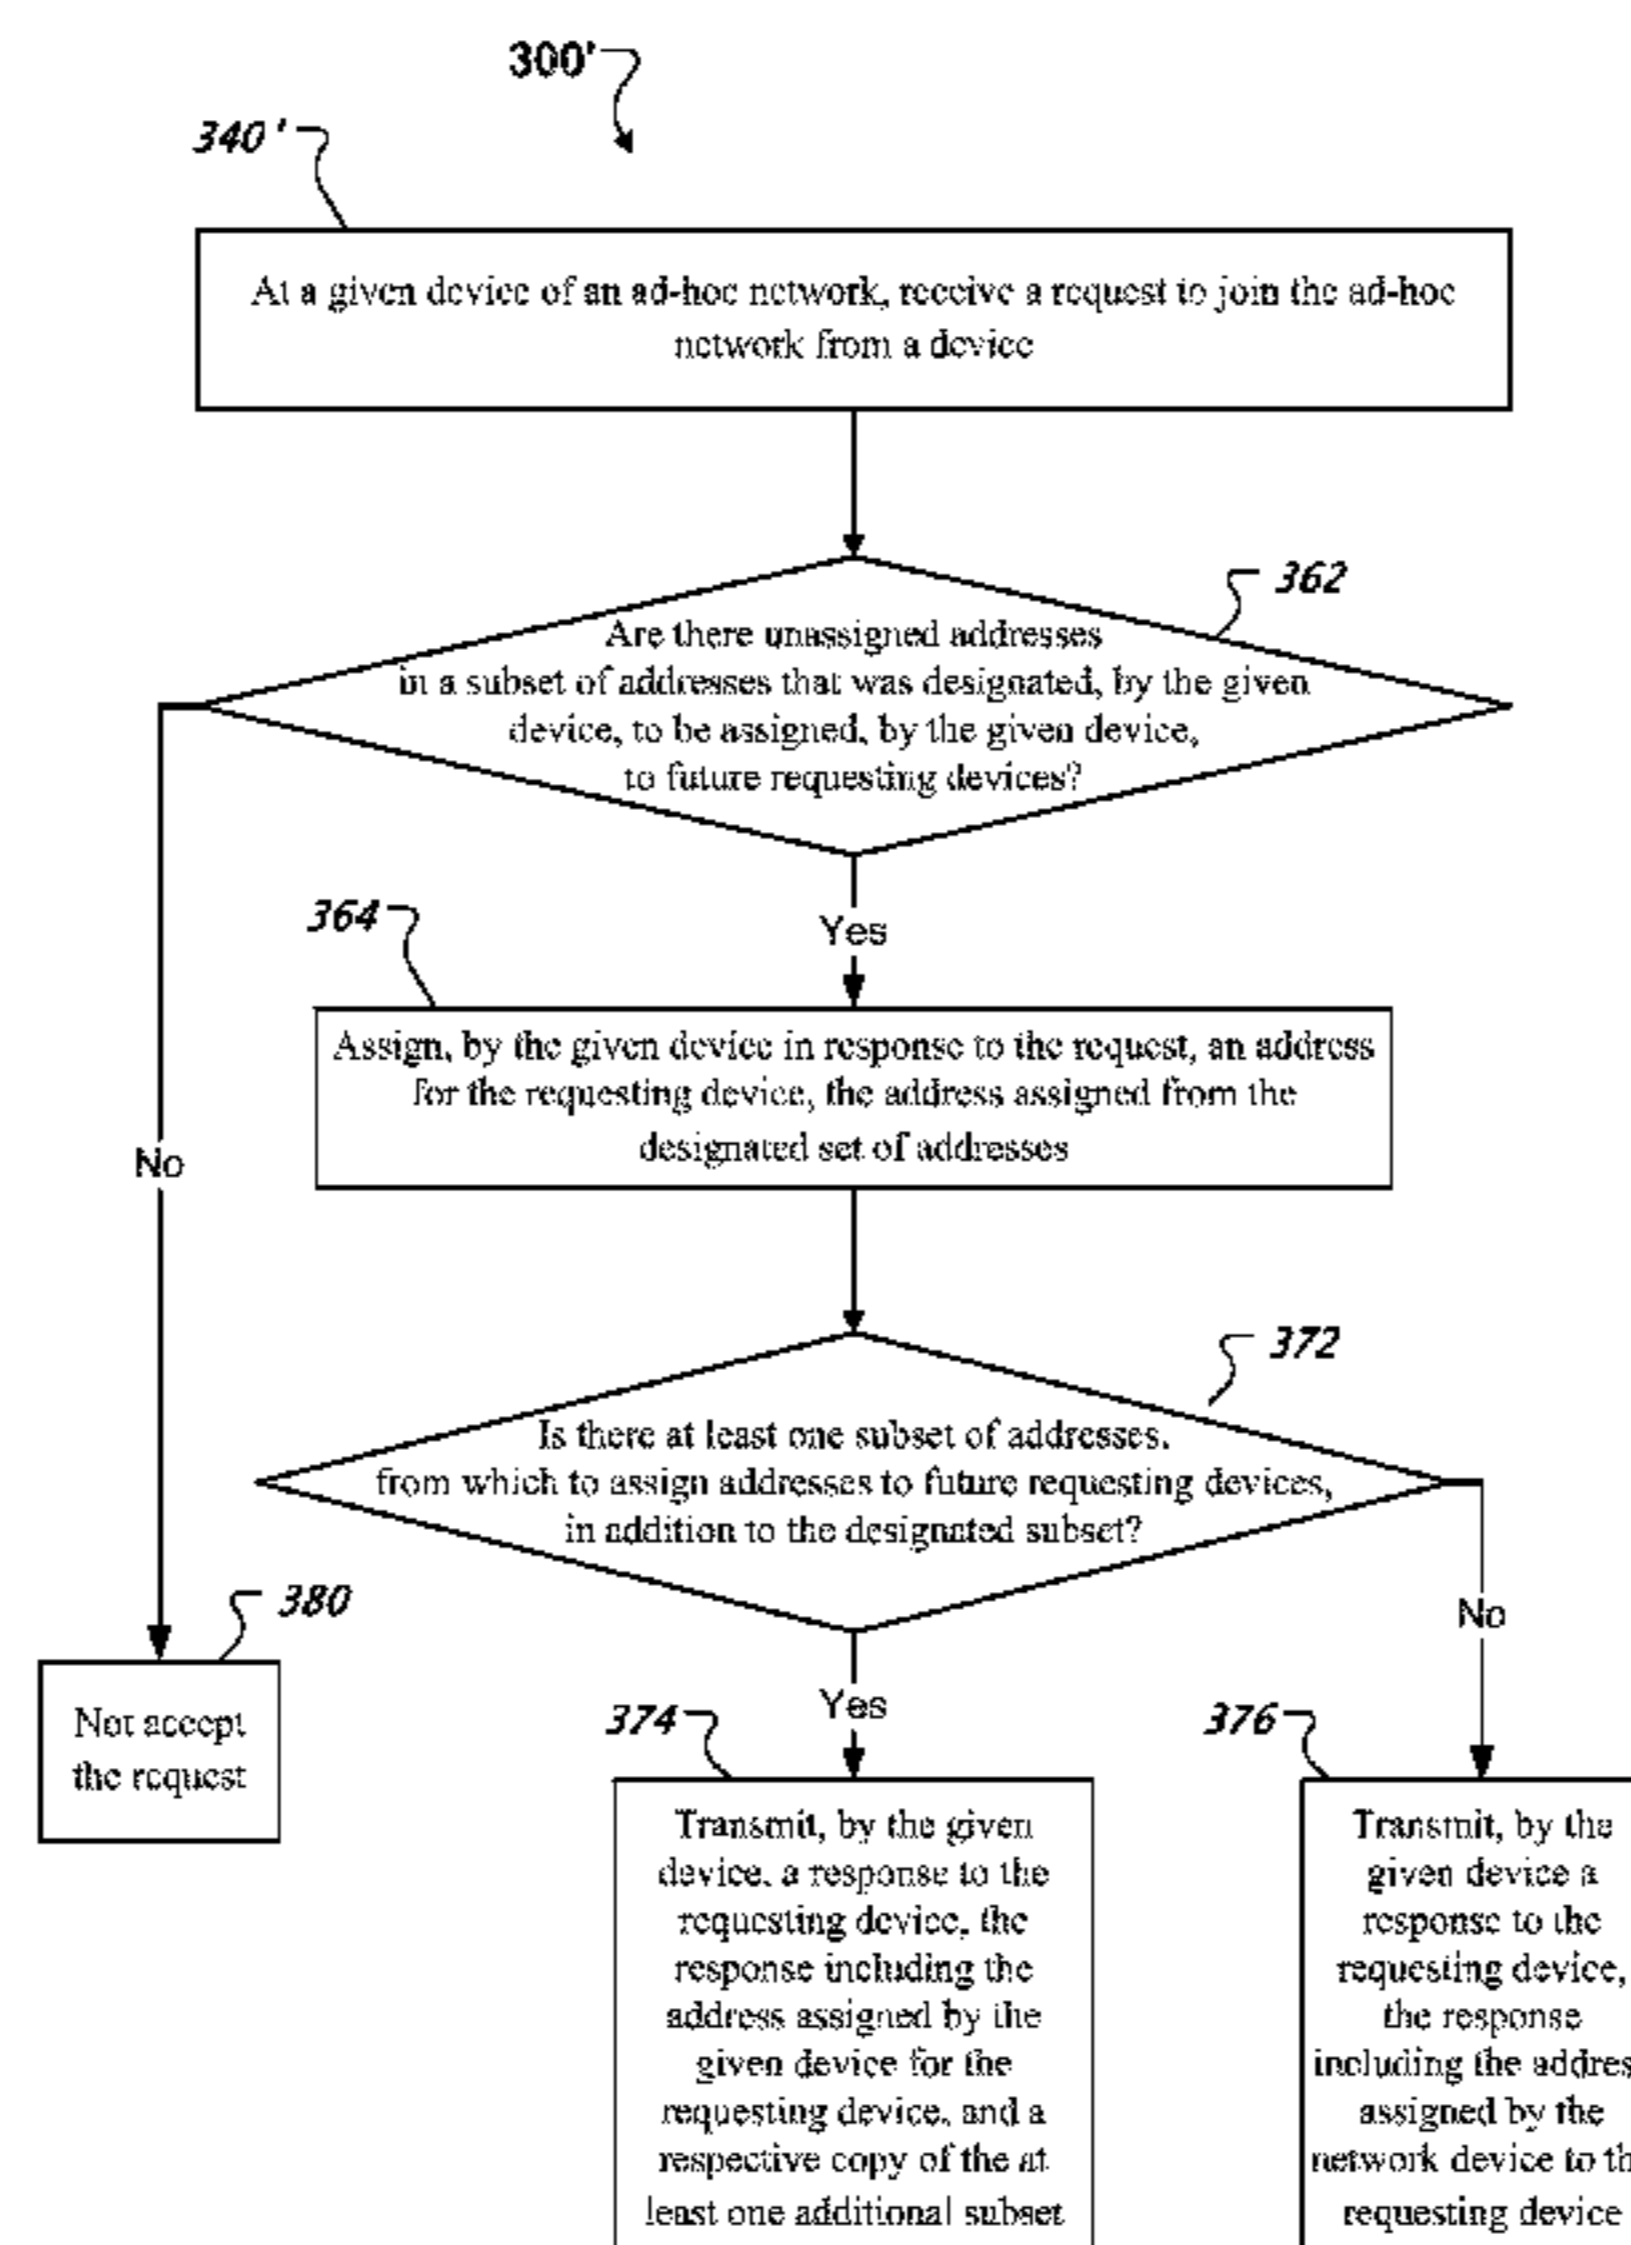 300'
340'
At a given device of an ad-hoc network, receive a request to join the ad-hoc
network from a device
362
Are there unassigned addresses
in a subset of addresses that was designated, by the given
device, to be assigned, by the given device,
to future requesting devices?
Yes
364
Assign, by the given device in response to the request, an address
for the requesting device, the address assigned from the
designated set of addresses
No
372
Is there at least one subset of addresses,
from which to assign addresses to future requesting devices,
in addition to the designated subset?
380
Not accept
the request
Yes
No
374
Transmit, by the given
device, a response to the
requesting device, the
response including the
address assigned by the
given device for the
requesting device, and a
respective copy of the at
least one additional subset
376
Transmit, by the
given device a
response to the
requesting device,
the response
including the
assigned by the
network device to
requesting device